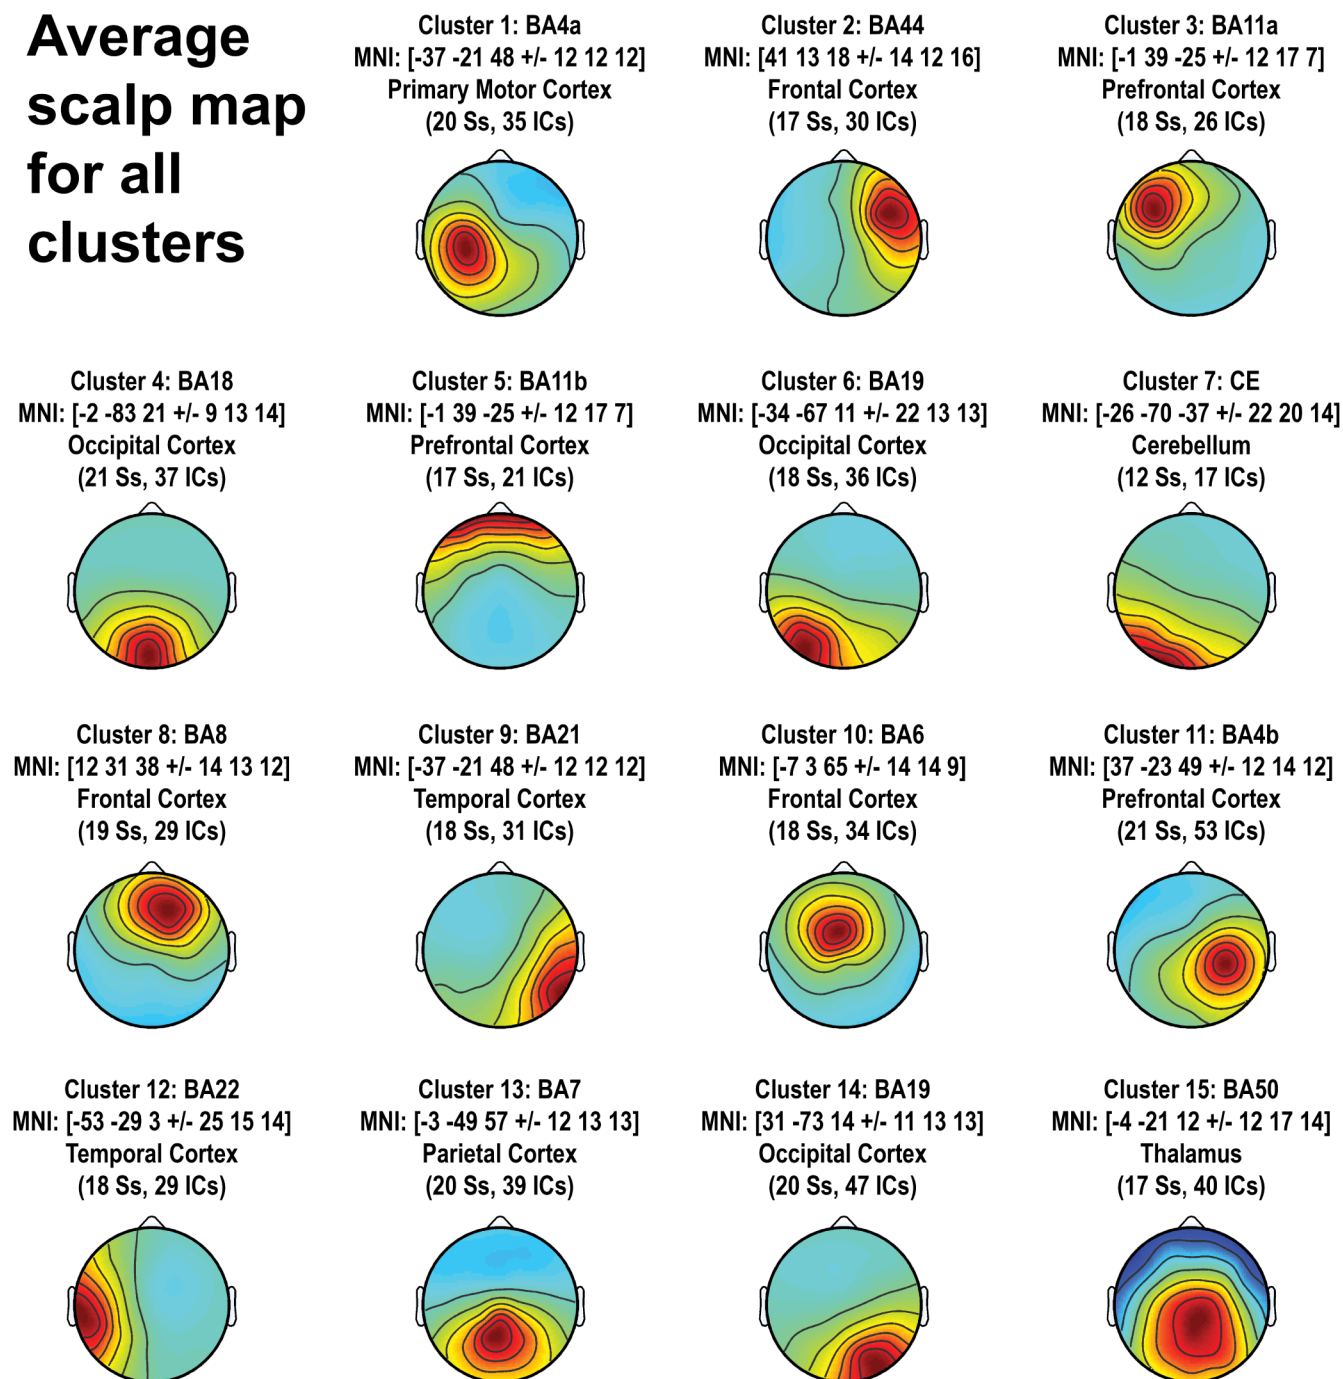 Average
scalp map
for all
clusters
Cluster 1: BA4a
MNI: [-37 -21 48 +/- 12 12 12]
Primary Motor Cortex
(20 Ss, 35 ICs)
Cluster 2: BA44
MNI: [41 13 18 +/- 14 12 16]
Frontal Cortex
(17 Ss, 30 ICs)
Cluster 3: BA11a
MNI: [-1 39 -25 +/- 12 17 7]
Prefrontal Cortex
(18 Ss, 26 ICs)
Cluster 4: BA18
MNI: [-2 -83 21 +/- 9 13 14]
Occipital Cortex
(21 Ss, 37 ICs)
Cluster 5: BA11b
MNI: [-1 39 -25 +/- 12 17 7]
Prefrontal Cortex
(17 Ss, 21 ICs)
Cluster 6: BA19
MNI: [-34 -67 11 +/- 22 13 13]
Occipital Cortex
(18 Ss, 36 ICs)
Cluster 7: CE
MNI: [-26 -70 -37 +/- 22 20 14]
Cerebellum
(12 Ss, 17 ICs)
Cluster 8: BA8
MNI: [12 31 38 +/- 14 13 12]
Frontal Cortex
(19 Ss, 29 ICs)
Cluster 9: BA21
MNI: [-37 -21 48 +/- 12 12 12]
Temporal Cortex
(18 Ss, 31 ICs)
Cluster 10: BA6
MNI: [-7 3 65 +/- 14 14 9]
Frontal Cortex
(18 Ss, 34 ICs)
Cluster 11: BA4b
MNI: [37 -23 49 +/- 12 14 12]
Prefrontal Cortex
(21 Ss, 53 ICs)
Cluster 12: BA22
MNI: [-53 -29 3 +/- 25 15 14]
Temporal Cortex
(18 Ss, 29 ICs)
Cluster 13: BA7
MNI: [-3 -49 57 +/- 12 13 13]
Parietal Cortex
(20 Ss, 39 ICs)
Cluster 14: BA19
MNI: [31 -73 14 +/- 11 13 13]
Occipital Cortex
(20 Ss, 47 ICs)
Cluster 15: BA50
MNI: [-4 -21 12 +/- 12 17 14]
Thalamus
(17 Ss, 40 ICs)